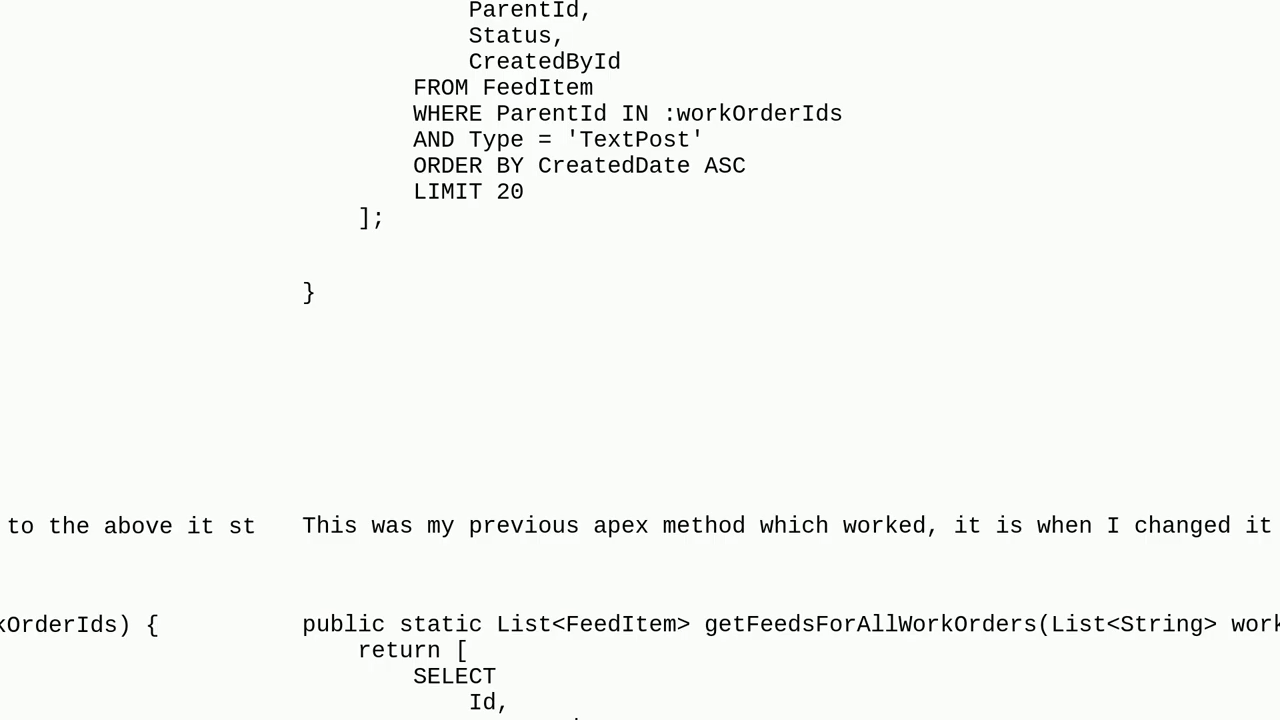 ParentId,
Status,
CreatedById
FROM FeedItem
WHERE ParentId IN :workOrderIds
AND Type = 'TextPost'
ORDER BY CreatedDate ASC
LIMIT 20
];
}
to the above it st
This was my previous apex method which worked, it is when I changed it
kOrderIds) {
public static List<FeedItem> getFeedsForAllWorkOrders(List<String> work
return [
SELECT
Id,